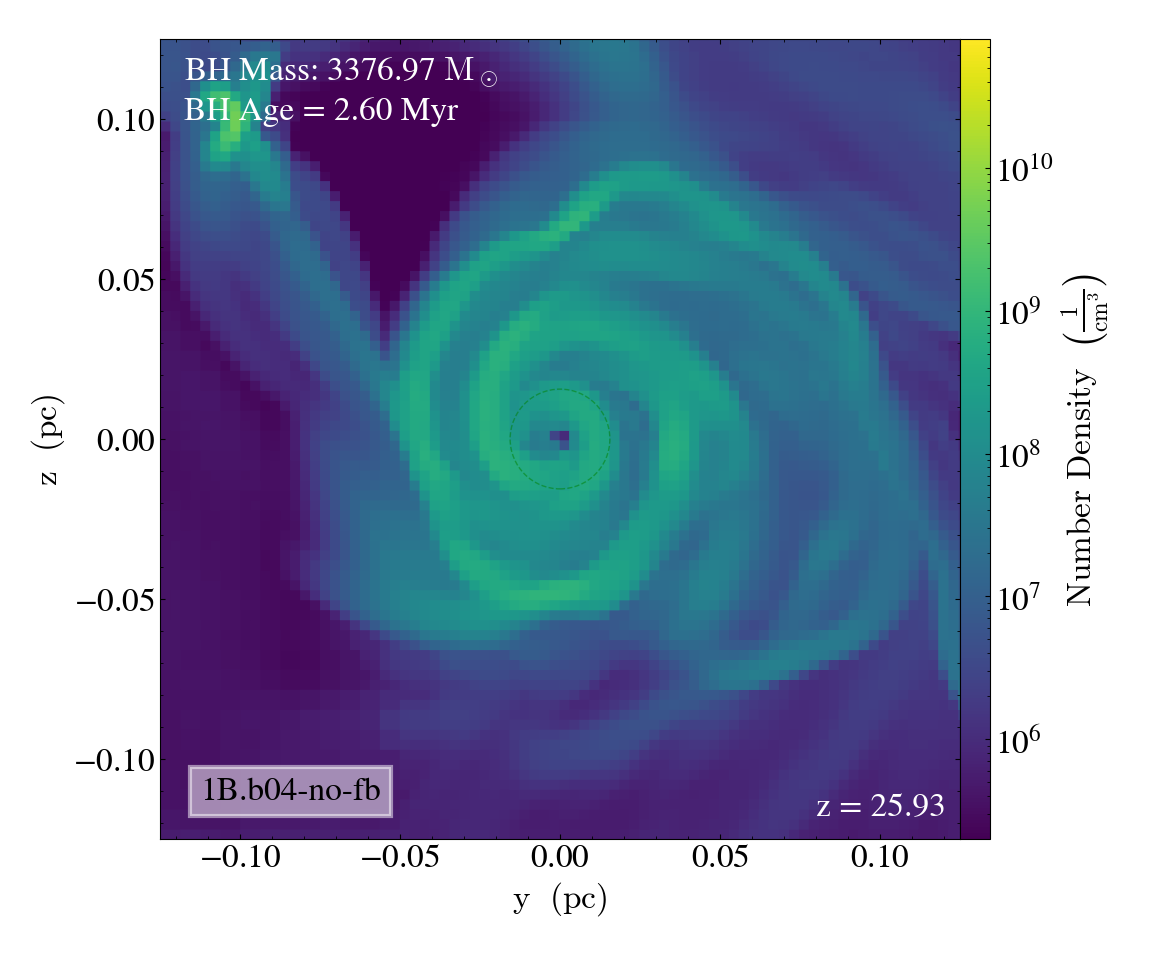 BH Mass: 3376.97 M☉
BH Age = 2.60 Myr
0.10
0.05
0.00
−0.05
−0.10
z (pc)
1B.b04-no-fb
z = 25.93
−0.10 −0.05 0.00 0.05 0.10
y (pc)
10¹⁰
10⁹
10⁸
10⁷
10⁶
Number Density (1/cm³)